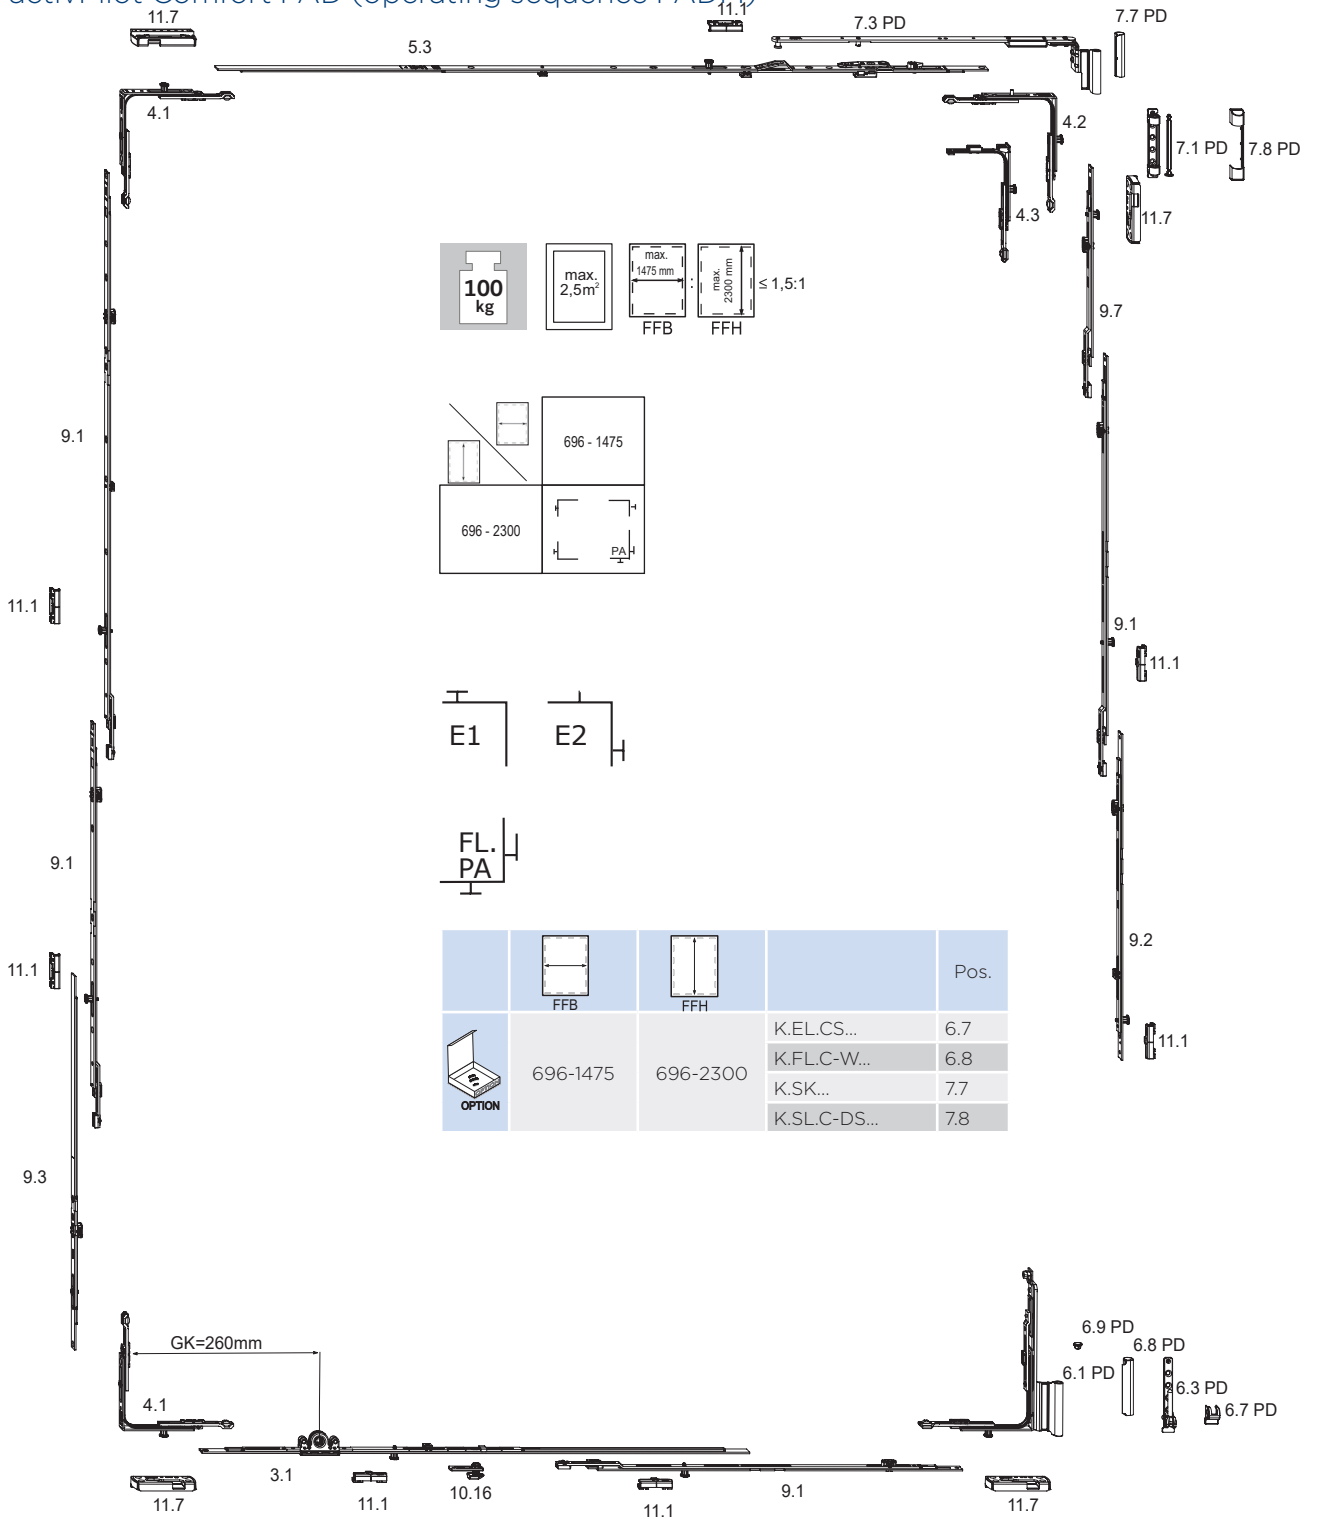 activPilot Comfort PAD (operating sequence PADK)
11.7
11.1
7.3 PD
7.7 PD
5.3
4.1
4.2
7.1 PD
7.8 PD
4.3
11.7
100
kg
max.
2,5m²
max.
1475 mm
FFB
:
max.
2300 mm
FFH
≤ 1,5:1
9.7
9.1
696 - 1475
696 - 2300
PA
11.1
9.1
11.1
E1
E2
FL.
PA
9.1
9.2
11.1
11.1
FFB
FFH
Pos.
OPTION
696-1475
696-2300
K.EL.CS... 6.7
K.FL.C-W... 6.8
K.SK... 7.7
K.SL.C-DS... 7.8
9.3
GK=260mm
6.9 PD
6.8 PD
6.1 PD
6.3 PD
6.7 PD
4.1
3.1
11.7
11.1
10.16
11.1
9.1
11.7